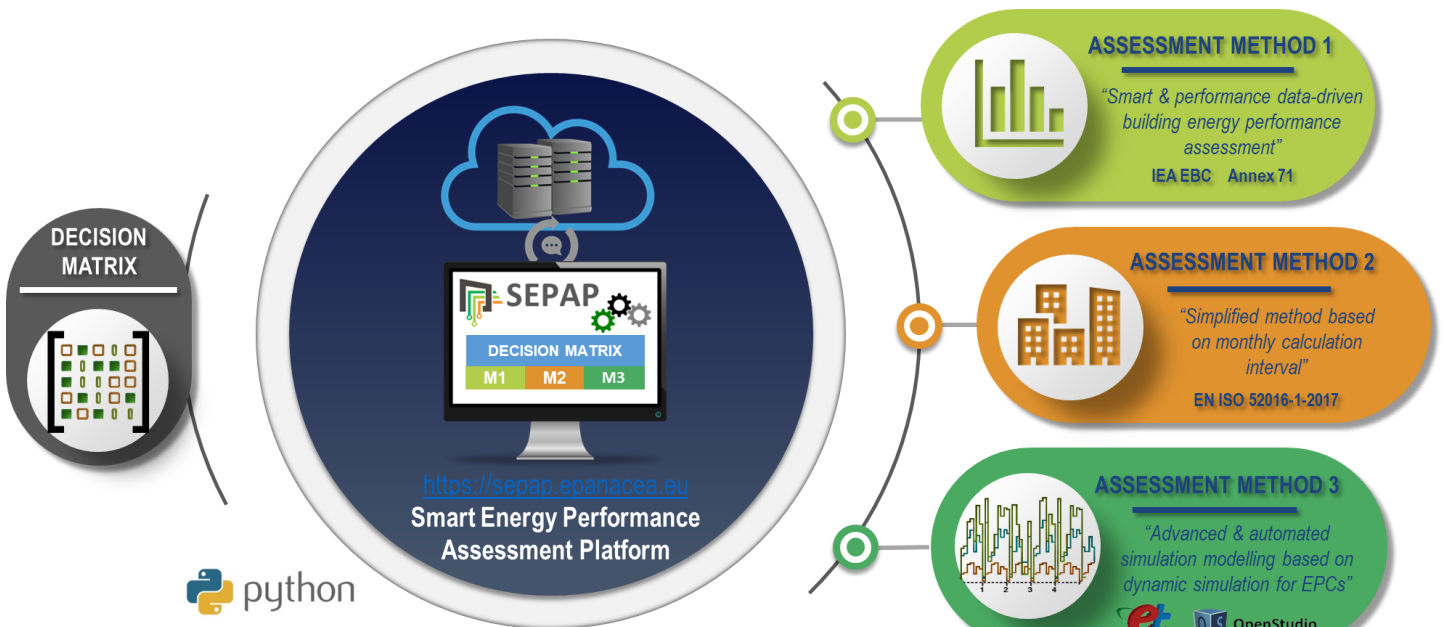 DECISION
MATRIX
SEPAP
DECISION MATRIX
M1 M2 M3
https://sepap.epanacea.eu
Smart Energy Performance
Assessment Platform
python
ASSESSMENT METHOD 1
“Smart & performance data-driven
building energy performance
assessment”
IEA EBC Annex 71
ASSESSMENT METHOD 2
“Simplified method based
on monthly calculation
interval”
EN ISO 52016-1-2017
ASSESSMENT METHOD 3
“Advanced & automated
simulation modelling based on
dynamic simulation for EPCs”
1 2 3 4
et OS OpenStudio